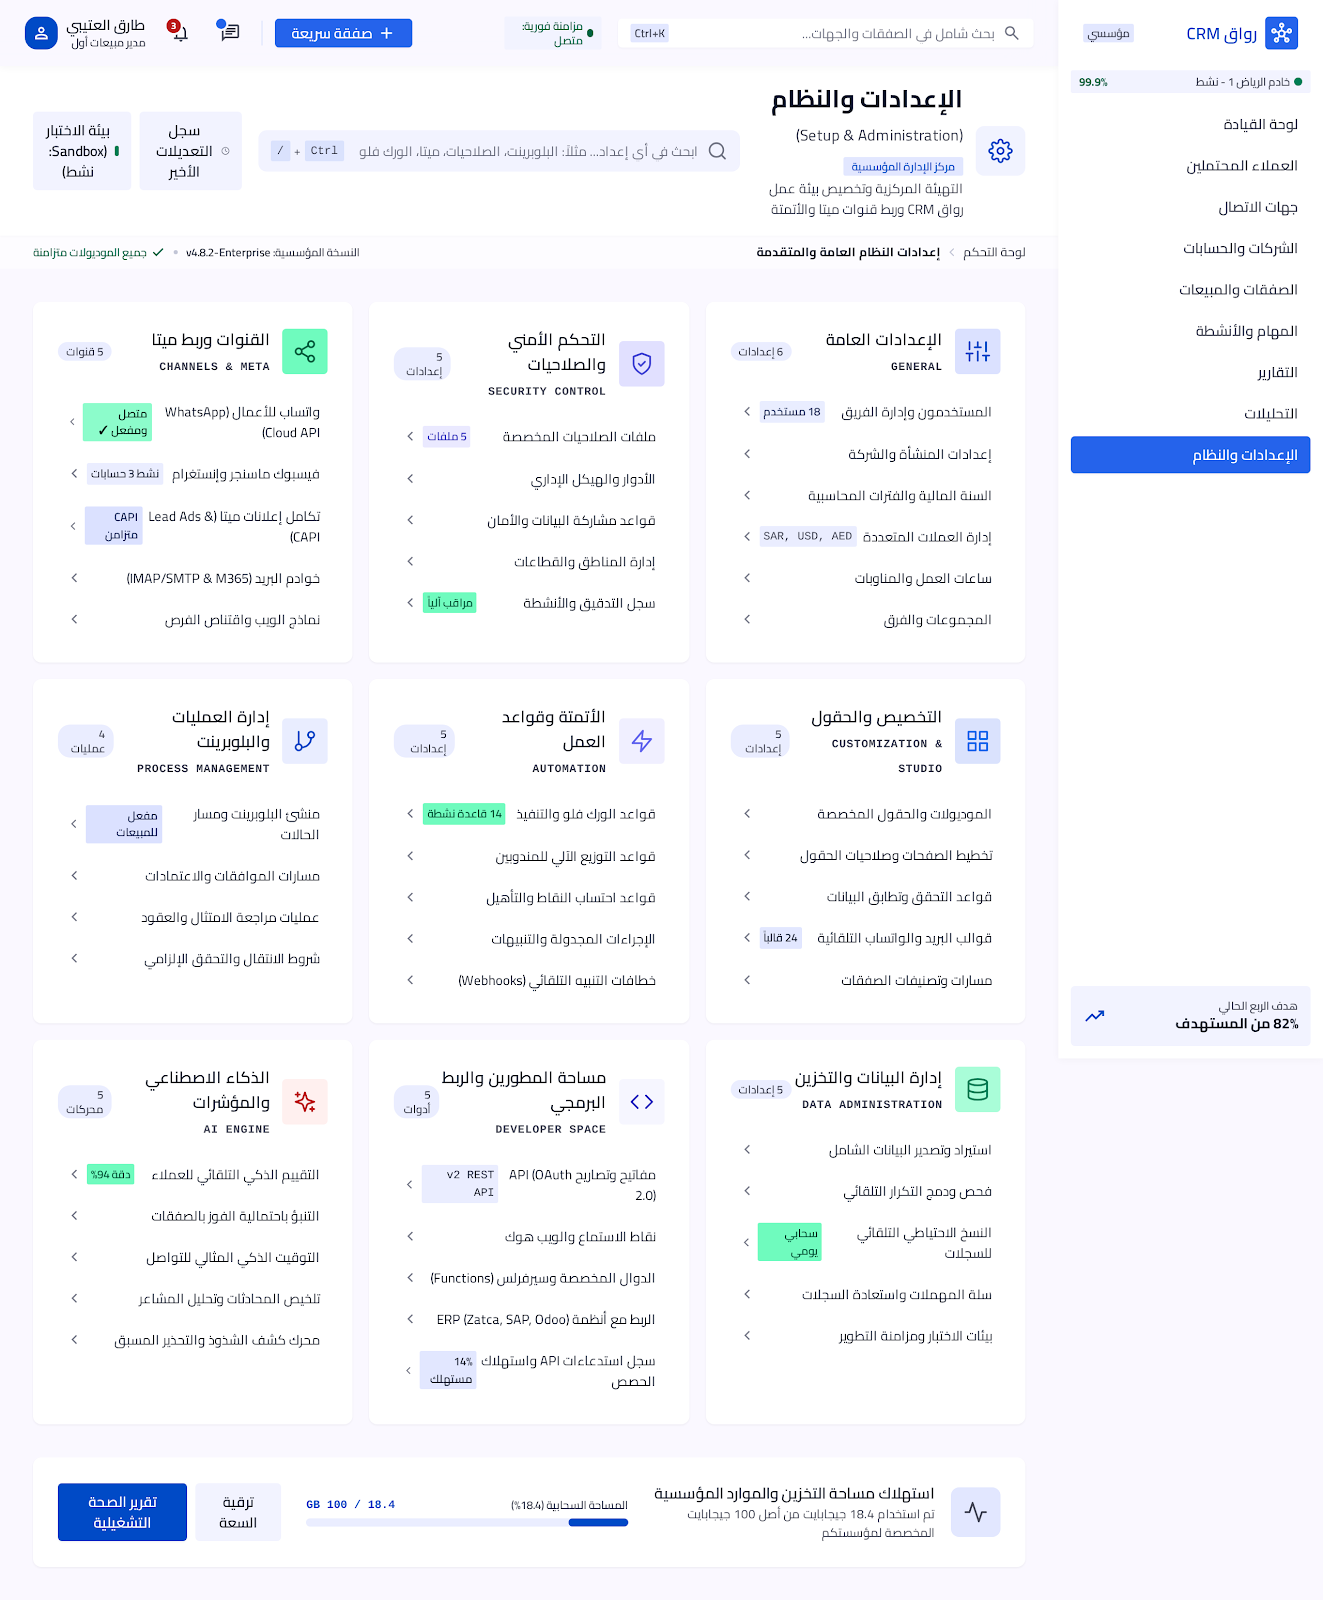 رواق CRM
مؤسسي
خادم الرياض 1 - نشط
99.9%
لوحة القيادة
العملاء المحتملين
جهات الاتصال
الشركات والحسابات
الصفقات والمبيعات
المهام والأنشطة
التقارير
التحليلات
الإعدادات والنظام
هدف الربع الحالي
82% من المستهدف
بحث شامل في الصفقات والجهات...
Ctrl+K
مزامنة فورية:
متصل
صفقة سريعة
3
طارق العتيبي
مدير مبيعات أول
الإعدادات والنظام
(Setup & Administration)
مركز الإدارة المؤسسية
التهيئة المركزية وتخصيص بيئة عمل
رواق CRM وربط قنوات ميتا والأتمتة
ابحث في أي إعداد... مثلاً: البلوبرينت، الصلاحيات، ميتا، الورك فلو
Ctrl + /
سجل
التعديلات
الأخير
بيئة الاختبار
(Sandbox:
نشط)
لوحة التحكم
إعدادات النظام العامة والمتقدمة
النسخة المؤسسية: v4.8.2-Enterprise
جميع الموديولات متزامنة
الإعدادات العامة
GENERAL
6 إعدادات
المستخدمون وإدارة الفريق
18 مستخدم
إعدادات المنشأة والشركة
السنة المالية والفترات المحاسبية
إدارة العملات المتعددة
SAR, USD, AED
ساعات العمل والمناوبات
المجموعات والفرق
التحكم الأمني
والصلاحيات
SECURITY CONTROL
5
إعدادات
ملفات الصلاحيات المخصصة
5 ملفات
الأدوار والهيكل الإداري
قواعد مشاركة البيانات والأمان
إدارة المناطق والقطاعات
سجل التدقيق والأنشطة
مراقب آلياً
القنوات وربط ميتا
CHANNELS & META
5 قنوات
واتساب للأعمال (WhatsApp
Cloud API)
متصل
ومفعل ✓
فيسبوك ماسنجر وإنستغرام
نشط 3 حسابات
تكامل إعلانات ميتا (Lead Ads &
CAPI)
CAPI
متزامن
خوادم البريد (IMAP/SMTP & M365)
نماذج الويب واقتناص الفرص
التخصيص والحقول
CUSTOMIZATION &
STUDIO
5
إعدادات
الموديولات والحقول المخصصة
تخطيط الصفحات وصلاحيات الحقول
قواعد التحقق وتطابق البيانات
قوالب البريد والواتساب التلقائية
24 قالباً
مسارات وتصنيفات الصفقات
الأتمتة وقواعد
العمل
AUTOMATION
5
إعدادات
قواعد الورك فلو والتنفيذ
14 قاعدة نشطة
قواعد التوزيع الآلي للمندوبين
قواعد احتساب النقاط والتأهيل
الإجراءات المجدولة والتنبيهات
خطافات التنبيه التلقائي (Webhooks)
إدارة العمليات
والبلوبرينت
PROCESS MANAGEMENT
4
عمليات
منشئ البلوبرينت ومسار
الحالات
مفعل
للمبيعات
مسارات الموافقات والاعتمادات
عمليات مراجعة الامتثال والعقود
شروط الانتقال والتحقق الإلزامي
إدارة البيانات والتخزين
DATA ADMINISTRATION
5 إعدادات
استيراد وتصدير البيانات الشامل
فحص ودمج التكرار التلقائي
النسخ الاحتياطي التلقائي
للسجلات
سحابي
يومي
سلة المهملات واستعادة السجلات
بيئات الاختبار ومزامنة التطوير
مساحة المطورين والربط
البرمجي
DEVELOPER SPACE
5
أدوات
مفاتيح وتصاريح API (OAuth
2.0)
v2 REST
API
نقاط الاستماع والويب هوك
الدوال المخصصة وسيرفرلس (Functions)
الربط مع أنظمة ERP (Zatca, SAP, Odoo)
سجل استدعاءات API واستهلاك
الحصص
14%
مستهلك
الذكاء الاصطناعي
والمؤشرات
AI ENGINE
5
محركات
التقييم الذكي التلقائي للعملاء
دقة 94%
التنبؤ باحتمالية الفوز بالصفقات
التوقيت الذكي المثالي للتواصل
تلخيص المحادثات وتحليل المشاعر
محرك كشف الشذوذ والتحذير المسبق
استهلاك مساحة التخزين والموارد المؤسسية
تم استخدام 18.4 جيجابايت من أصل 100 جيجابايت
المخصصة لمؤسستكم
المساحة السحابية (18.4%)
18.4 / 100 GB
ترقية
السعة
تقرير الصحة
التشغيلية